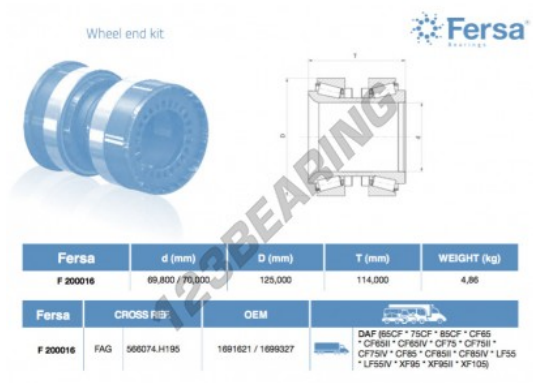 Wheel end kit
Fersa®
Bearings
T
D
d
123BEARING
Fersa d (mm) D (mm) T (mm) WEIGHT (kg)
F 200016 69,800 / 70,000 125,000 114,000 4,86
Fersa CROSS REF. OEM
F 200016 FAG 566074.H195 1691621 / 1699327
DAF (65CF * 75CF * 85CF * CF65
* CF65II * CF65IV * CF75 * CF75II *
CF75IV * CF85 * CF85II * CF85IV * LF55
* LF55IV * XF95 * XF95II * XF105)